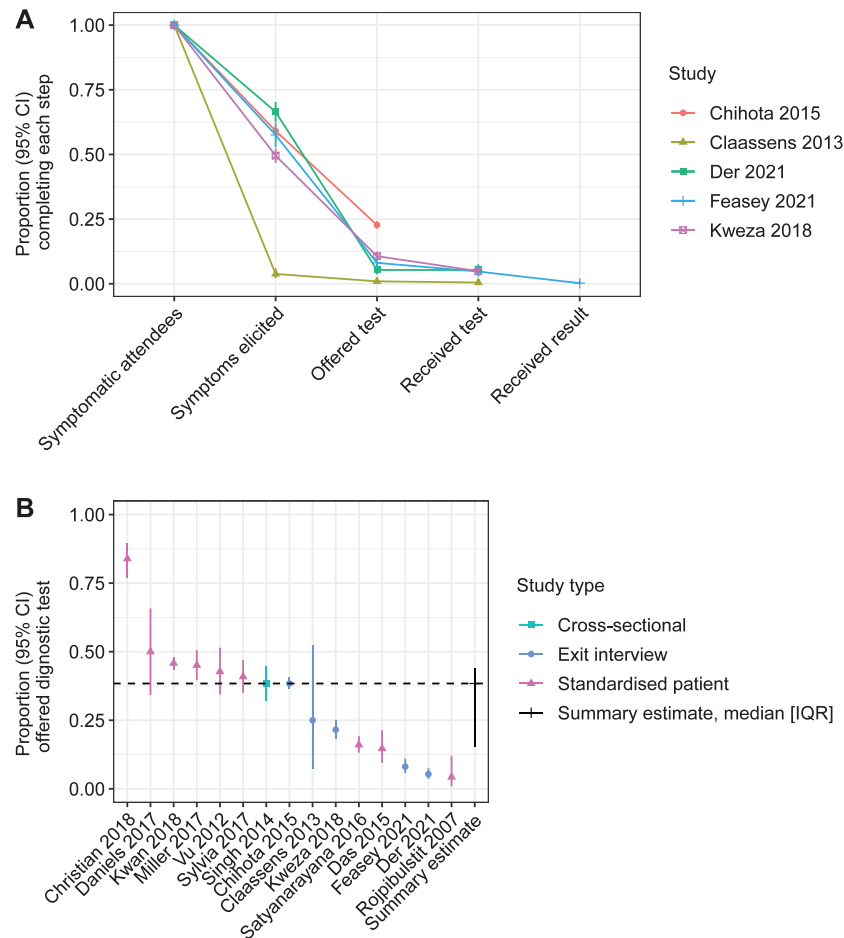 A
Proportion (95% CI)
completing each step
1.00
0.75
0.50
0.25
0.00
Symptomatic attendees
Symptoms elicited
Offered test
Received test
Received result
Study
Chihota 2015
Claassens 2013
Der 2021
Feasey 2021
Kweza 2018
B
Proportion (95% CI)
offered dignostic test
1.00
0.75
0.50
0.25
0.00
Christian 2018
Daniels 2017
Kwan 2018
Miller 2017
Vu 2012
Sylvia 2017
Singh 2014
Chihota 2015
Claassens 2013
Kweza 2018
Satyanarayana 2016
Das 2015
Feasey 2021
Der 2021
Rojpibulstit 2007
Summary estimate
Study type
Cross-sectional
Exit interview
Standardised patient
Summary estimate, median [IQR]